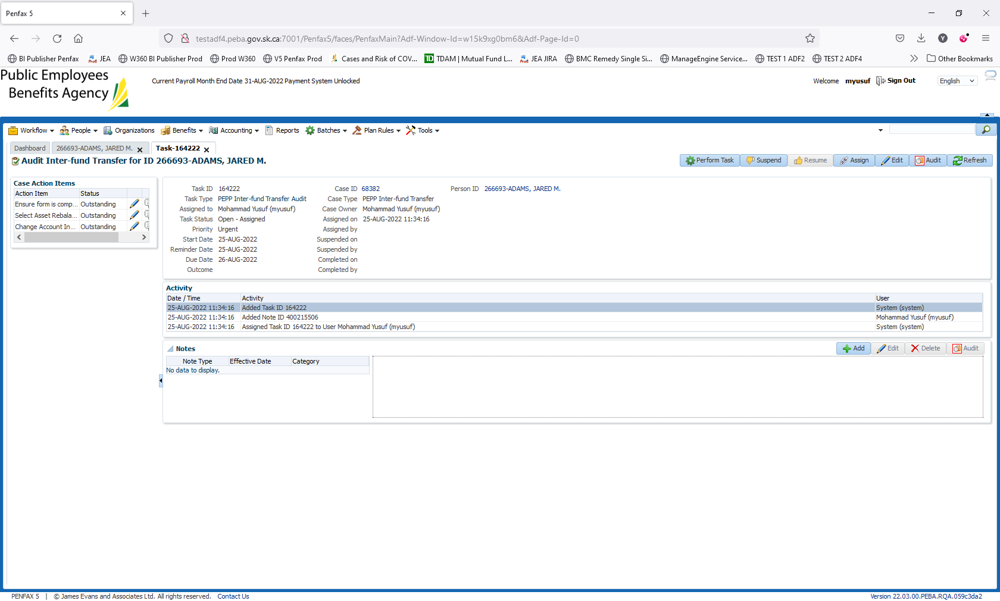 Penfax 5
testadf4.peba.gov.sk.ca:7001/Penfax5/faces/PenfaxMain?Adf-Window-Id=w15k9xg0bm6&Adf-Page-Id=0
Y
BI Publisher Penfax JEA W360 BI Publisher Prod Prod W360 V5 Penfax Prod Cases and Risk of COV... TDAM | Mutual Fund L... JEA JIRA BMC Remedy Single Si... ManageEngine Service... TEST 1 ADF2 TEST 2 ADF4 Other Bookmarks
Public Employees
Benefits Agency
Current Payroll Month End Date 31-AUG-2022 Payment System Unlocked
Welcome myusuf Sign Out English
Workflow People Organizations Benefits Accounting Reports Batches Plan Rules Tools
Dashboard 266693-ADAMS, JARED M. Task-164222
Audit Inter-fund Transfer for ID 266693-ADAMS, JARED M.
Perform Task Suspend Resume Assign Edit Audit Refresh
Case Action Items
Action Item Status
Ensure form is comp... Outstanding
Select Asset Rebala... Outstanding
Change Account In... Outstanding
Task ID 164222 Case ID 68382 Person ID 266693-ADAMS, JARED M.
Task Type PEPP Inter-fund Transfer Audit Case Type PEPP Inter-fund Transfer
Assigned to Mohammad Yusuf (myusuf) Case Owner Mohammad Yusuf (myusuf)
Task Status Open - Assigned Assigned on 25-AUG-2022 11:34:16
Priority Urgent Assigned by
Start Date 25-AUG-2022 Suspended on
Reminder Date 25-AUG-2022 Suspended by
Due Date 26-AUG-2022 Completed on
Outcome Completed by
Activity
Date / Time Activity User
25-AUG-2022 11:34:16 Added Task ID 164222 System (system)
25-AUG-2022 11:34:16 Added Note ID 400215506 Mohammad Yusuf (myusuf)
25-AUG-2022 11:34:16 Assigned Task ID 164222 to User Mohammad Yusuf (myusuf) System (system)
Notes
Add Edit Delete Audit
Note Type Effective Date Category
No data to display.
PENFAX 5 | © James Evans and Associates Ltd. All rights reserved. Contact Us
Version 22.03.00.PEBA.RQA.059c3da2